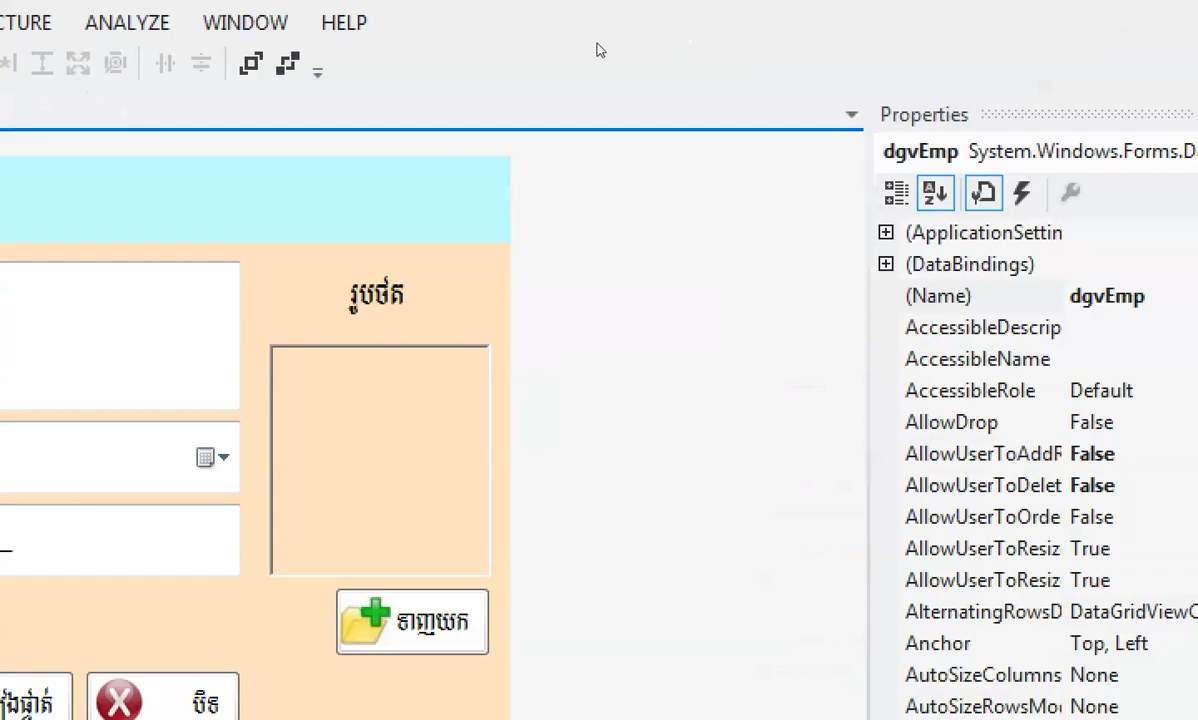 CTURE ANALYZE WINDOW HELP
Properties
dgvEmp System.Windows.Forms.D
(ApplicationSettin
(DataBindings)
(Name) dgvEmp
AccessibleDescrip
AccessibleName
AccessibleRole Default
AllowDrop False
AllowUserToAddR False
AllowUserToDelet False
AllowUserToOrde False
AllowUserToResiz True
AllowUserToResiz True
AlternatingRowsD DataGridViewC
Anchor Top, Left
AutoSizeColumns None
AutoSizeRowsMo None
រូបថត
ទាញយក
បិទ